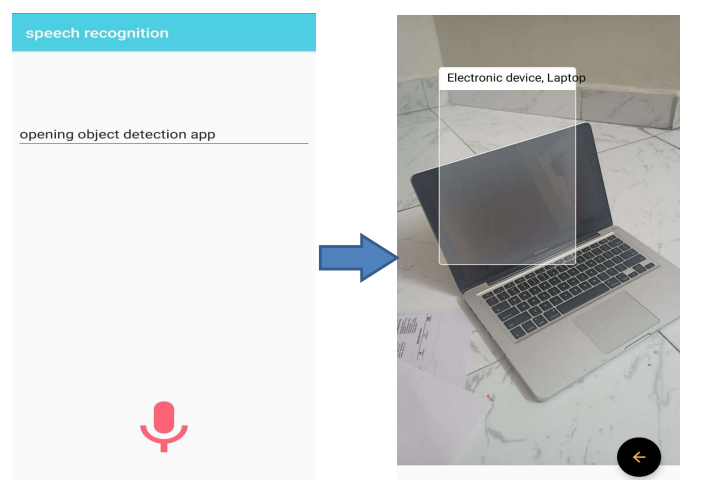 speech recognition
opening object detection app
Electronic device, Laptop